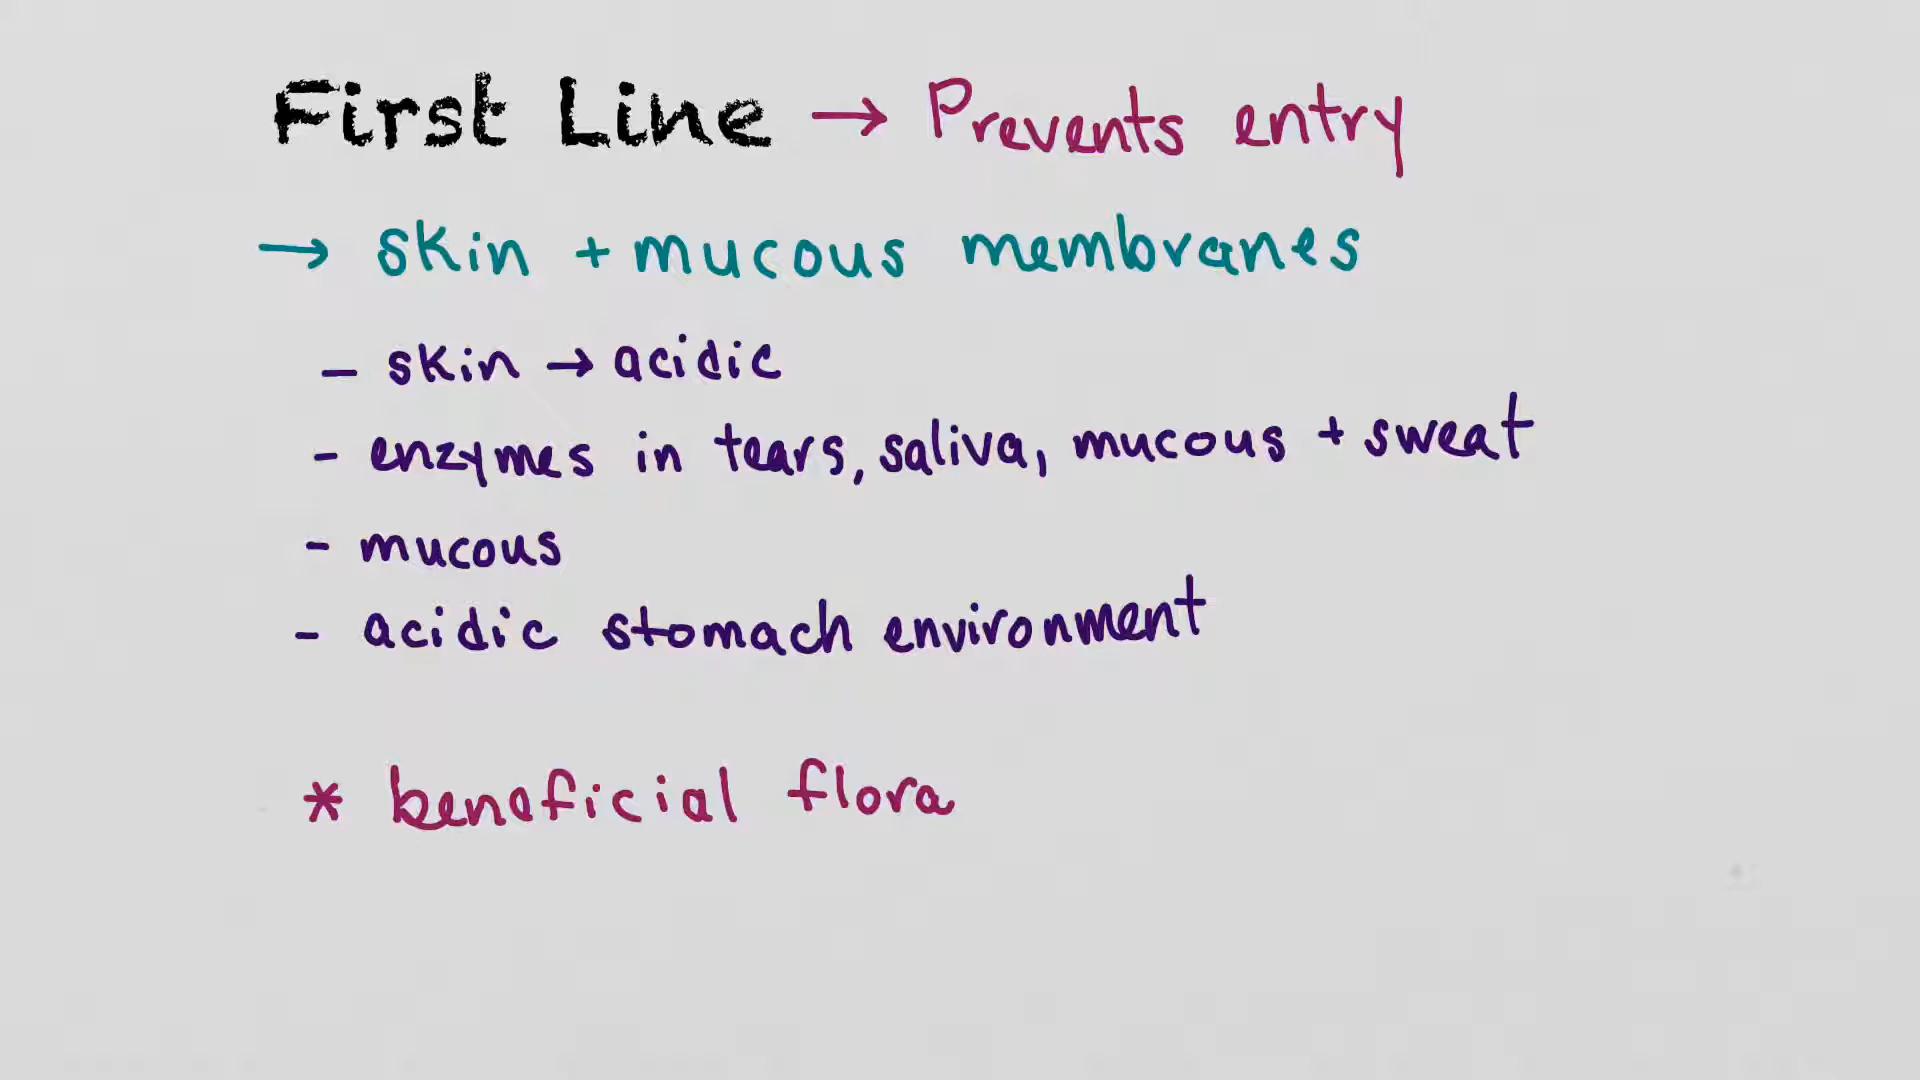 First Line → Prevents entry
→ skin + mucous membranes
- skin → acidic
- enzymes in tears, saliva, mucous + sweat
- mucous
- acidic stomach environment
* beneficial flora